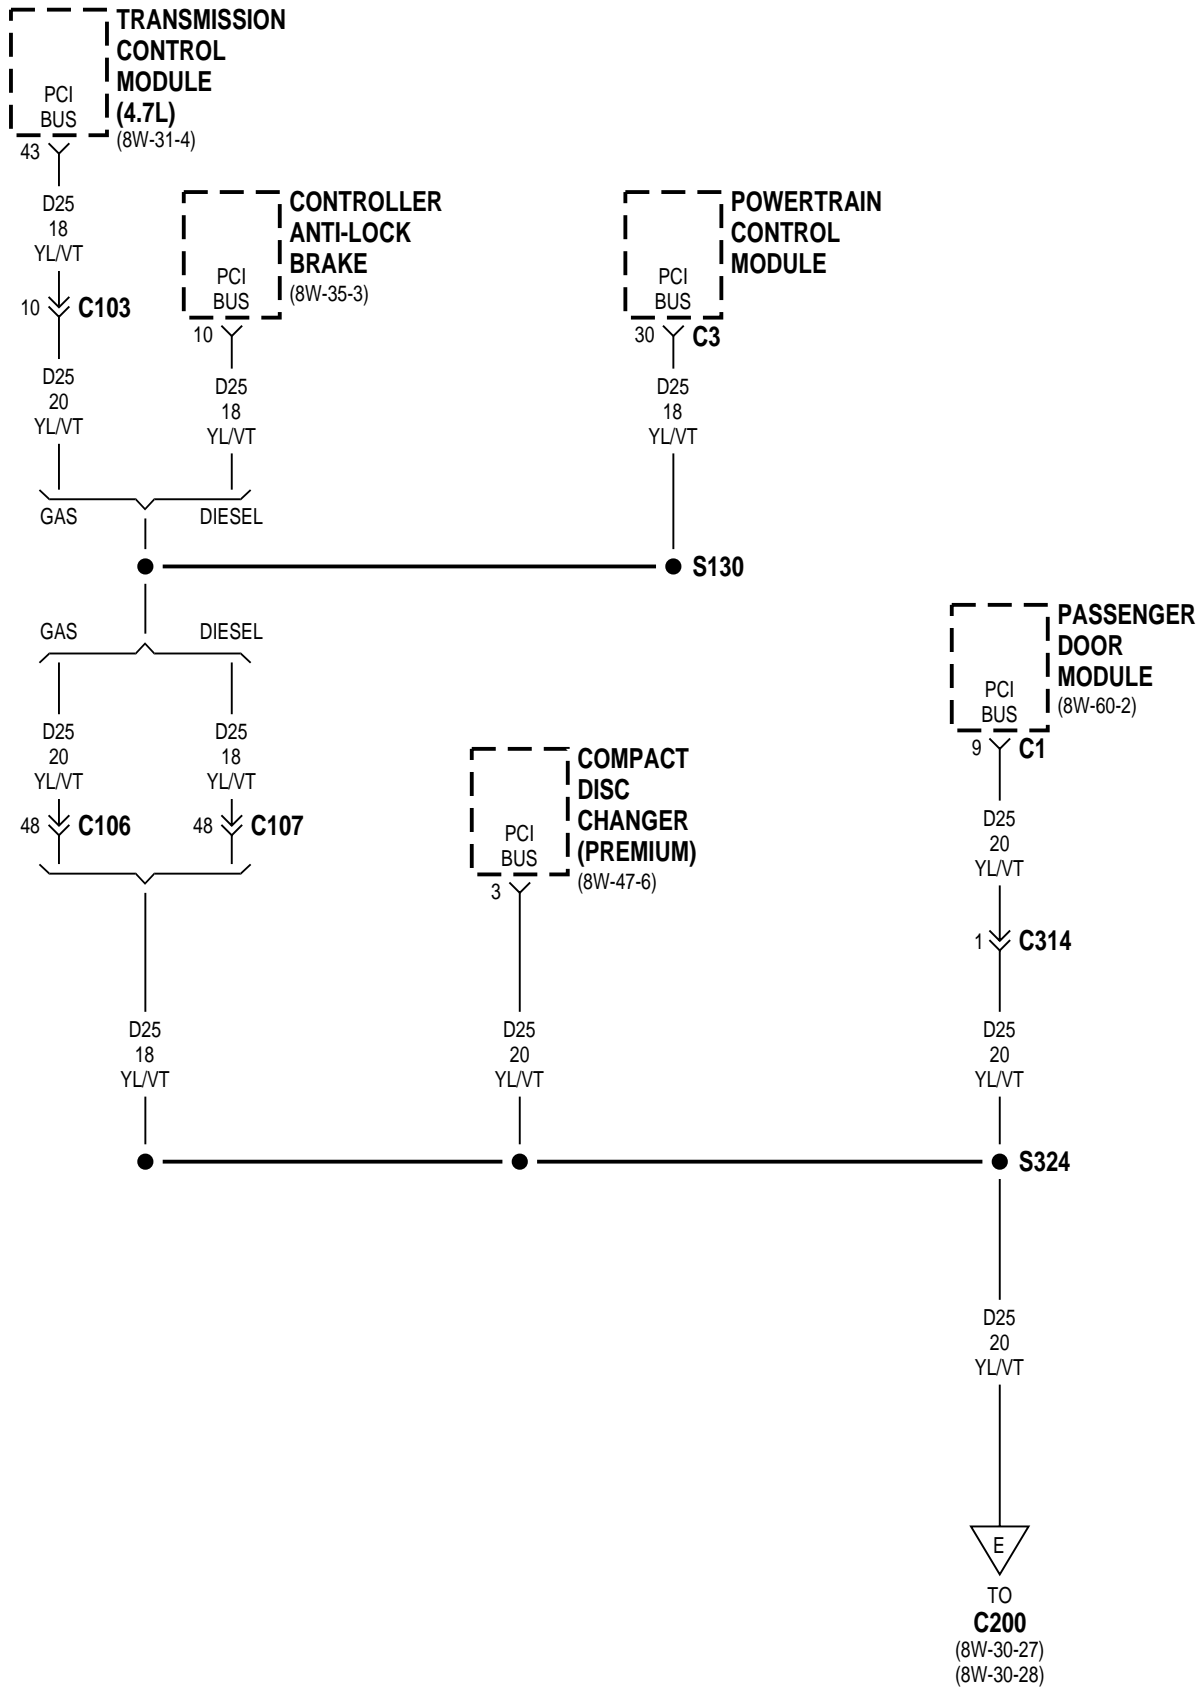 TRANSMISSION
CONTROL
MODULE
(4.7L)
(8W-31-4)
PCI
BUS
43
D25
18
YL/VT
10
C103
D25
20
YL/VT
CONTROLLER
ANTI-LOCK
BRAKE
(8W-35-3)
PCI
BUS
10
D25
18
YL/VT
POWERTRAIN
CONTROL
MODULE
PCI
BUS
30
C3
D25
18
YL/VT
GAS
DIESEL
S130
GAS
DIESEL
D25
20
YL/VT
D25
18
YL/VT
48
C106
48
C107
D25
18
YL/VT
COMPACT
DISC
CHANGER
(PREMIUM)
(8W-47-6)
PCI
BUS
3
D25
20
YL/VT
PASSENGER
DOOR
MODULE
(8W-60-2)
PCI
BUS
9
C1
D25
20
YL/VT
1
C314
D25
20
YL/VT
S324
D25
20
YL/VT
E
TO
C200
(8W-30-27)
(8W-30-28)